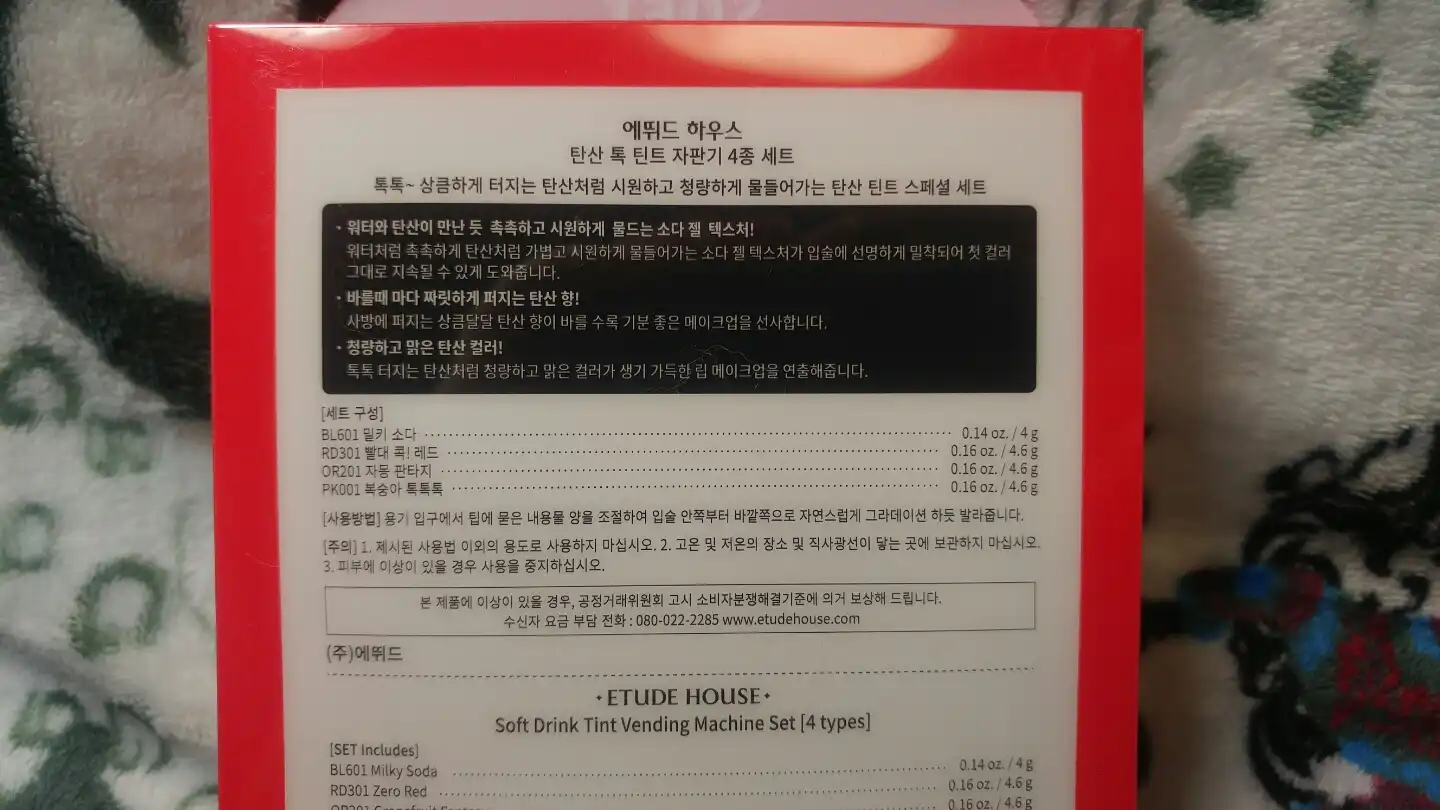 에뛰드 하우스
탄산 톡 틴트 자판기 4종 세트
톡톡~ 상큼하게 터지는 탄산처럼 시원하고 청량하게 물들어가는 탄산 틴트 스페셜 세트
· 워터와 탄산이 만난 듯 촉촉하고 시원하게 물드는 소다 젤 텍스처!
워터처럼 촉촉하게 탄산처럼 가볍고 시원하게 물들어가는 소다 젤 텍스처가 입술에 선명하게 밀착되어 첫 컬러
그대로 지속될 수 있게 도와줍니다.
· 바를때 마다 짜릿하게 퍼지는 탄산 향!
사방에 퍼지는 상큼달달 탄산 향이 바를 수록 기분 좋은 메이크업을 선사합니다.
· 청량하고 맑은 탄산 컬러!
톡톡 터지는 탄산처럼 청량하고 맑은 컬러가 생기 가득한 립 메이크업을 연출해줍니다.
[세트 구성]
BL601 밀키 소다 0.14 oz. / 4 g
RD301 빨대 콕! 레드 0.16 oz. / 4.6 g
OR201 자몽 판타지 0.16 oz. / 4.6 g
PK001 복숭아 톡톡톡 0.16 oz. / 4.6 g
[사용방법] 용기 입구에서 팁에 묻은 내용물 양을 조절하여 입술 안쪽부터 바깥쪽으로 자연스럽게 그라데이션 하듯 발라줍니다.
[주의] 1. 제시된 사용법 이외의 용도로 사용하지 마십시오. 2. 고온 및 저온의 장소 및 직사광선이 닿는 곳에 보관하지 마십시오.
3. 피부에 이상이 있을 경우 사용을 중지하십시오.
본 제품에 이상이 있을 경우, 공정거래위원회 고시 소비자분쟁해결기준에 의거 보상해 드립니다.
수신자 요금 부담 전화 : 080-022-2285 www.etudehouse.com
(주)에뛰드
· ETUDE HOUSE ·
Soft Drink Tint Vending Machine Set [4 types]
[SET Includes]
BL601 Milky Soda 0.14 oz. / 4 g
RD301 Zero Red 0.16 oz. / 4.6 g
OR201 Grapefruit 0.16 oz. / 4.6 g